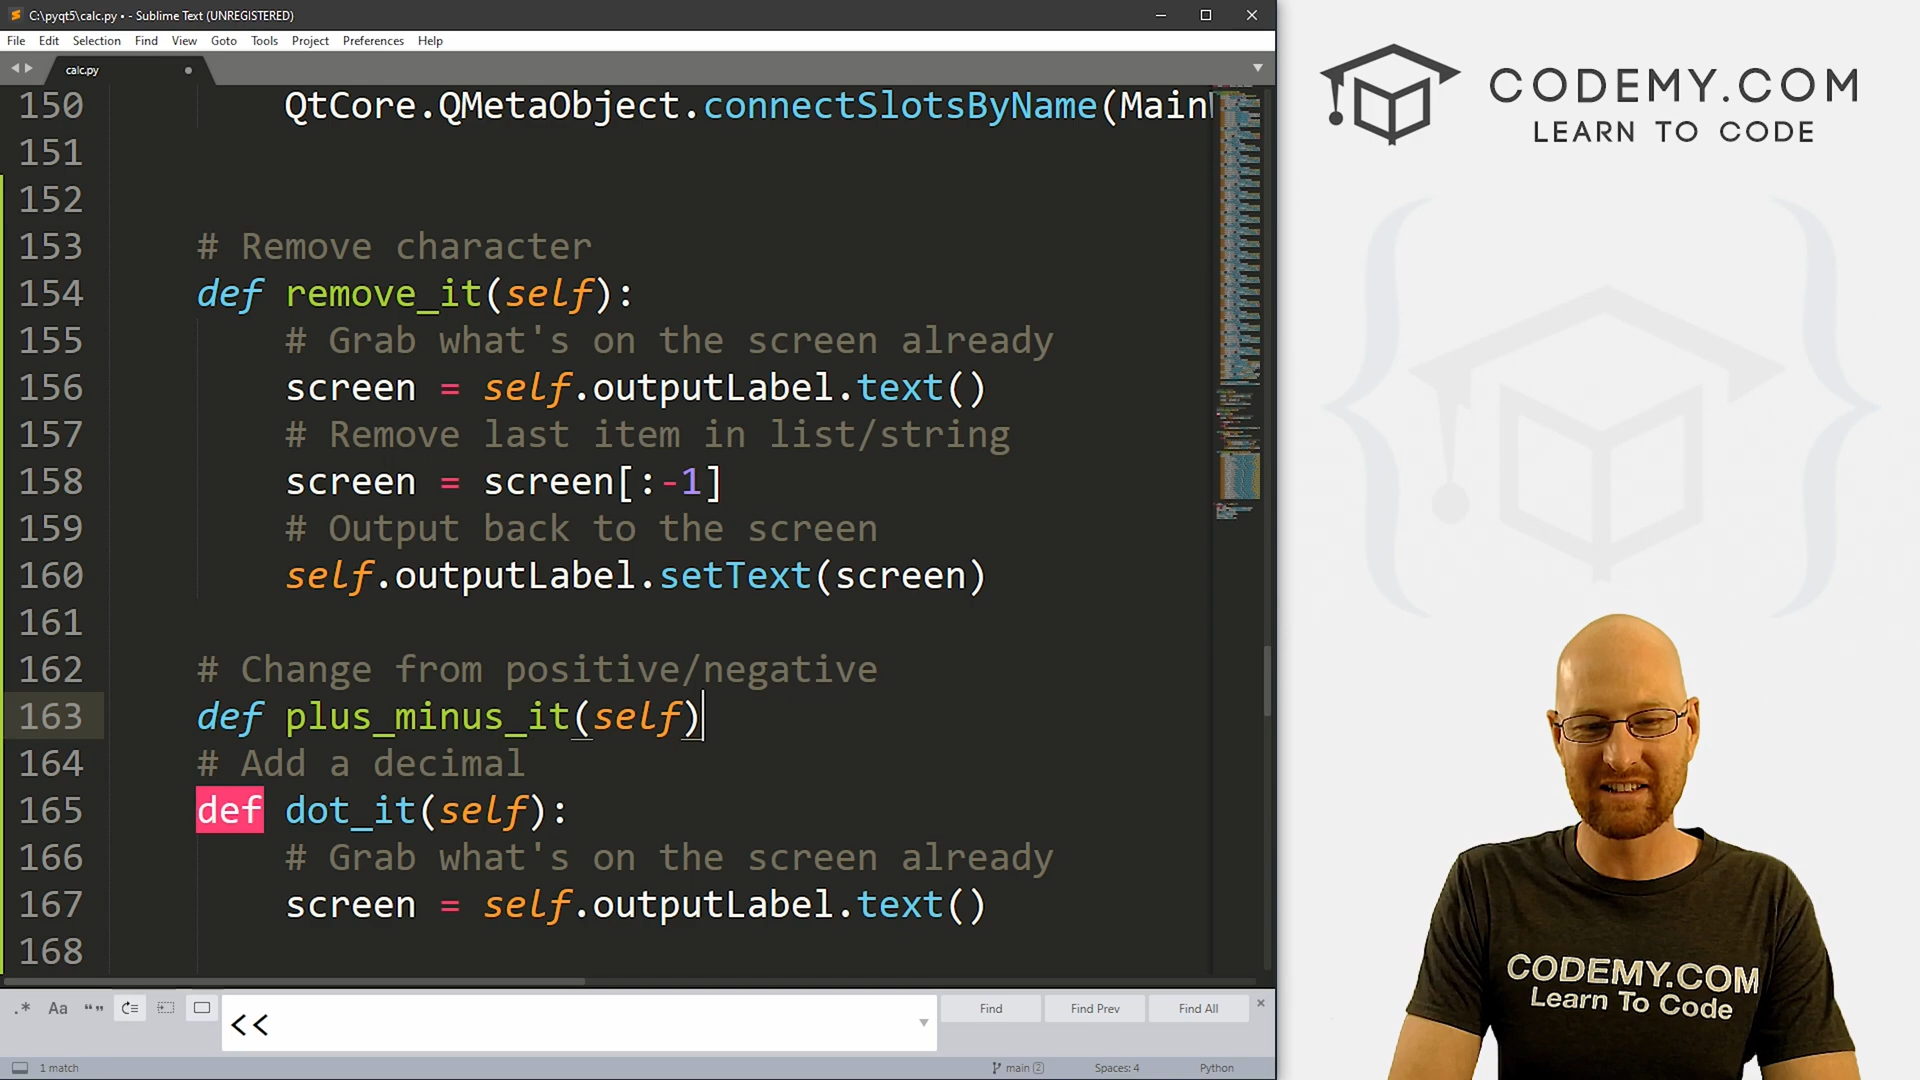 C:\pyqt5\calc.py • - Sublime Text (UNREGISTERED)
File Edit Selection Find View Goto Tools Project Preferences Help
calc.py
150 QtCore.QMetaObject.connectSlotsByName(MainW
151
152
153 # Remove character
154 def remove_it(self):
155 # Grab what's on the screen already
156 screen = self.outputLabel.text()
157 # Remove last item in list/string
158 screen = screen[:-1]
159 # Output back to the screen
160 self.outputLabel.setText(screen)
161
162 # Change from positive/negative
163 def plus_minus_it(self)
164 # Add a decimal
165 def dot_it(self):
166 # Grab what's on the screen already
167 screen = self.outputLabel.text()
168
.* Aa “”
<<
Find Find Prev Find All
1 match main 2 Spaces: 4 Python
CODEMY.COM
LEARN TO CODE
CODEMY.COM
Learn To Code